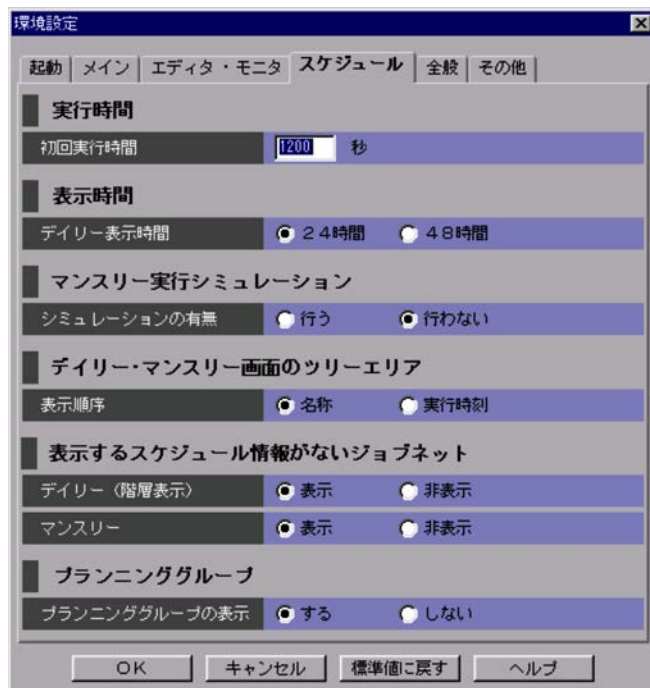 環境設定
起動 メイン エディタ・モニタ スケジュール 全般 その他
実行時間
初回実行時間 1200 秒
表示時間
デイリー表示時間 24時間 48時間
マンスリー実行シミュレーション
シミュレーションの有無 行う 行わない
デイリー・マンスリー画面のツリーエリア
表示順序 名称 実行時刻
表示するスケジュール情報がないジョブネット
デイリー(階層表示) 表示 非表示
マンスリー 表示 非表示
プランニンググループ
プランニンググループの表示 する しない
OK キャンセル 標準値に戻す ヘルプ